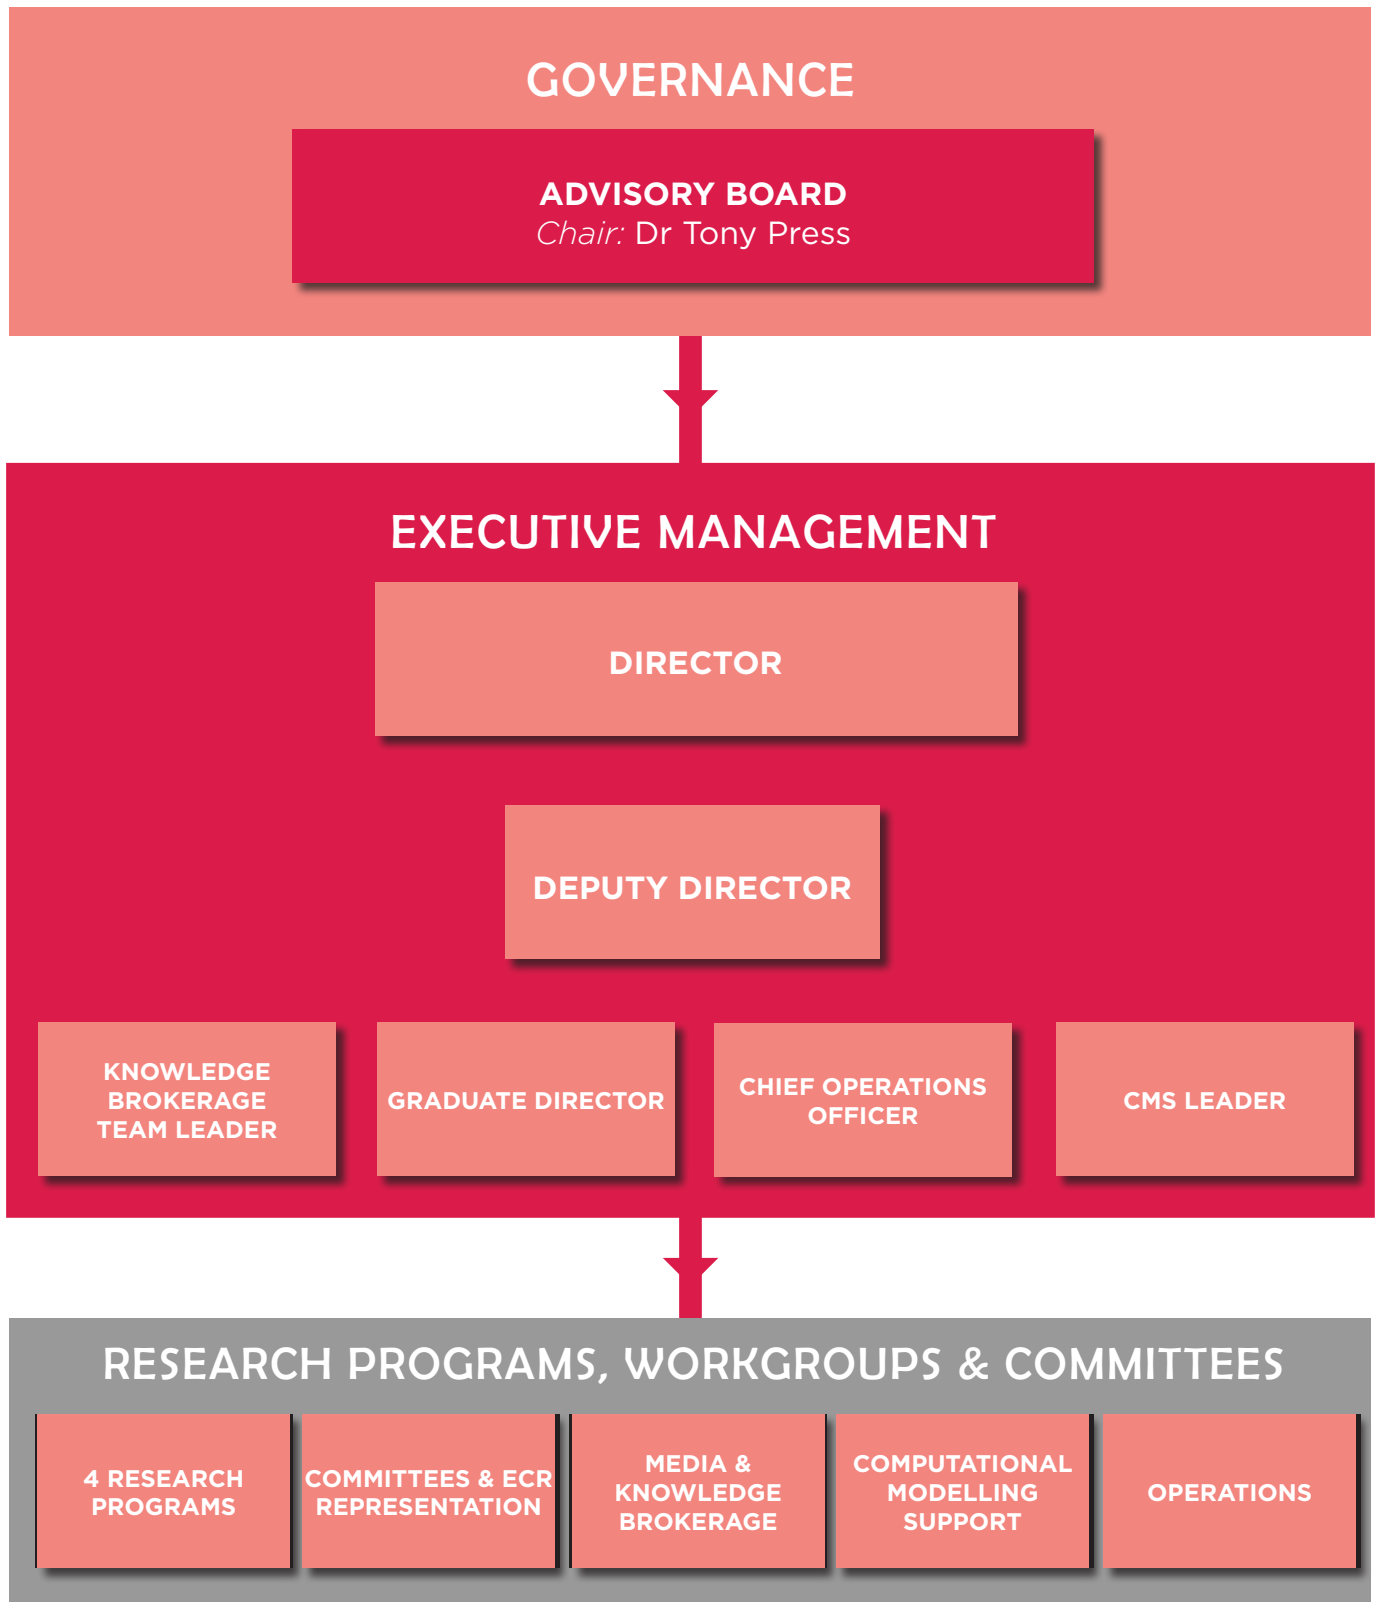 GOVERNANCE
ADVISORY BOARD
Chair: Dr Tony Press
EXECUTIVE MANAGEMENT
DIRECTOR
DEPUTY DIRECTOR
KNOWLEDGE
BROKERAGE
TEAM LEADER
GRADUATE DIRECTOR
CHIEF OPERATIONS
OFFICER
CMS LEADER
RESEARCH PROGRAMS, WORKGROUPS & COMMITTEES
4 RESEARCH
PROGRAMS
COMMITTEES & ECR
REPRESENTATION
MEDIA &
KNOWLEDGE
BROKERAGE
COMPUTATIONAL
MODELLING
SUPPORT
OPERATIONS